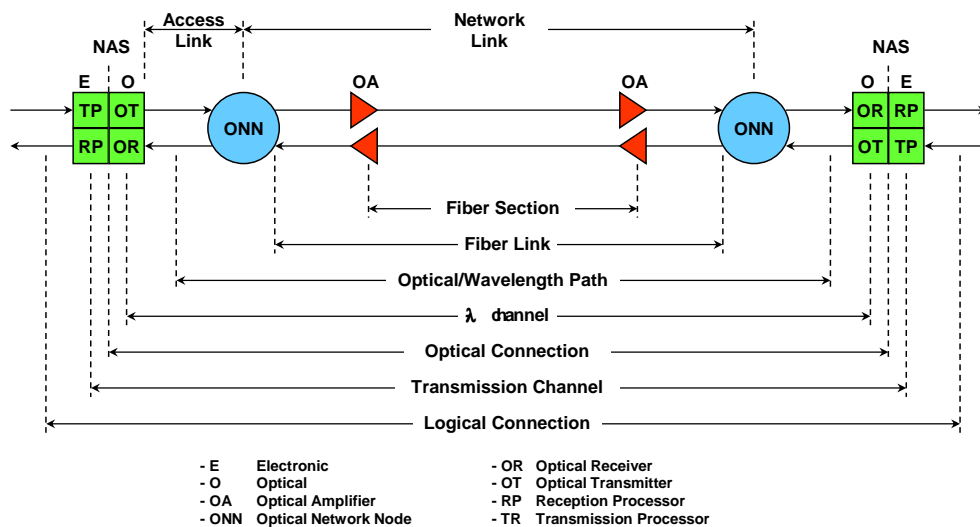 Access Link
Network Link
NAS
NAS
E O
OA
OA
O E
TP OT
RP OR
ONN
ONN
OR RP
OT TP
Fiber Section
Fiber Link
Optical/Wavelength Path
λ channel
Optical Connection
Transmission Channel
Logical Connection
- E Electronic
- O Optical
- OA Optical Amplifier
- ONN Optical Network Node
- OR Optical Receiver
- OT Optical Transmitter
- RP Reception Processor
- TR Transmission Processor